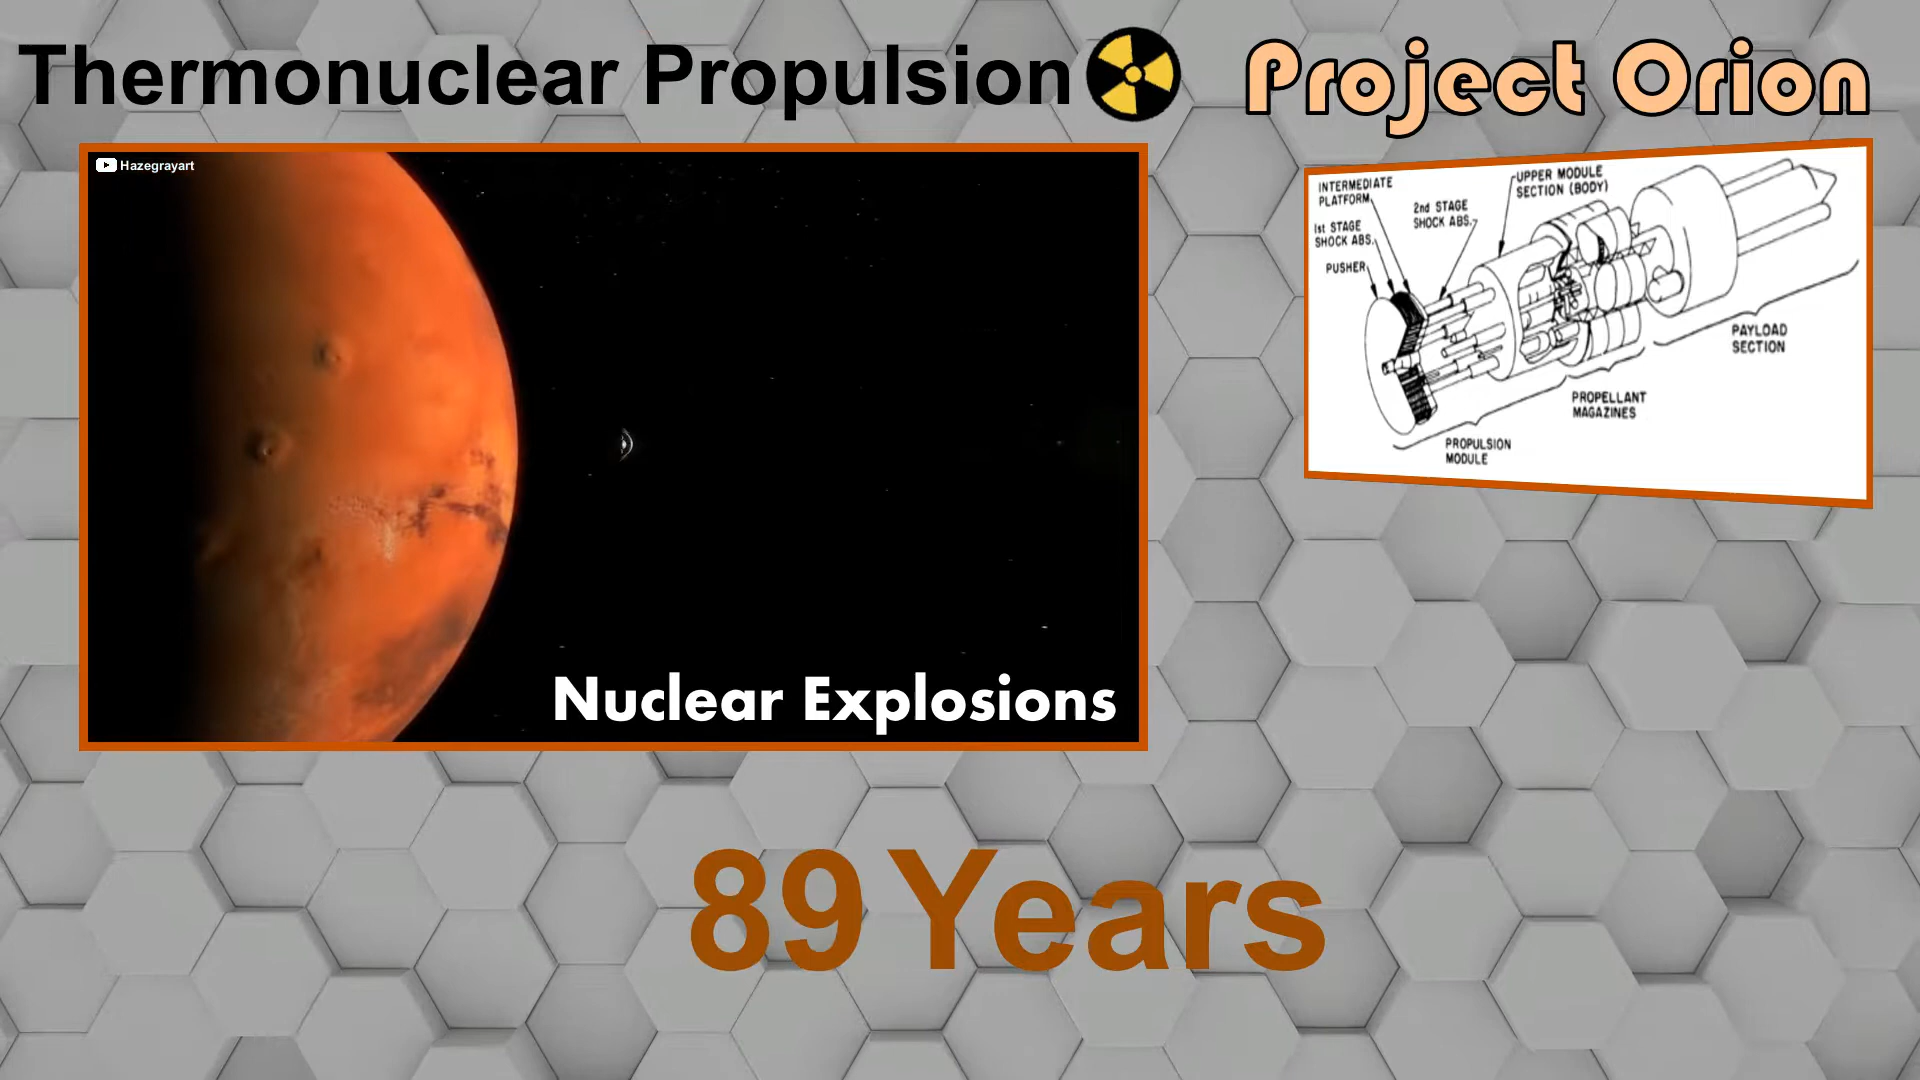 Thermonuclear Propulsion
Project Orion
Hazegrayart
Nuclear Explosions
INTERMEDIATE
PLATFORM
1st STAGE
SHOCK ABS.
PUSHER
2nd STAGE
SHOCK ABS.
UPPER MODULE
SECTION (BODY)
PAYLOAD
SECTION
PROPELLANT
MAGAZINES
PROPULSION
MODULE
89 Years